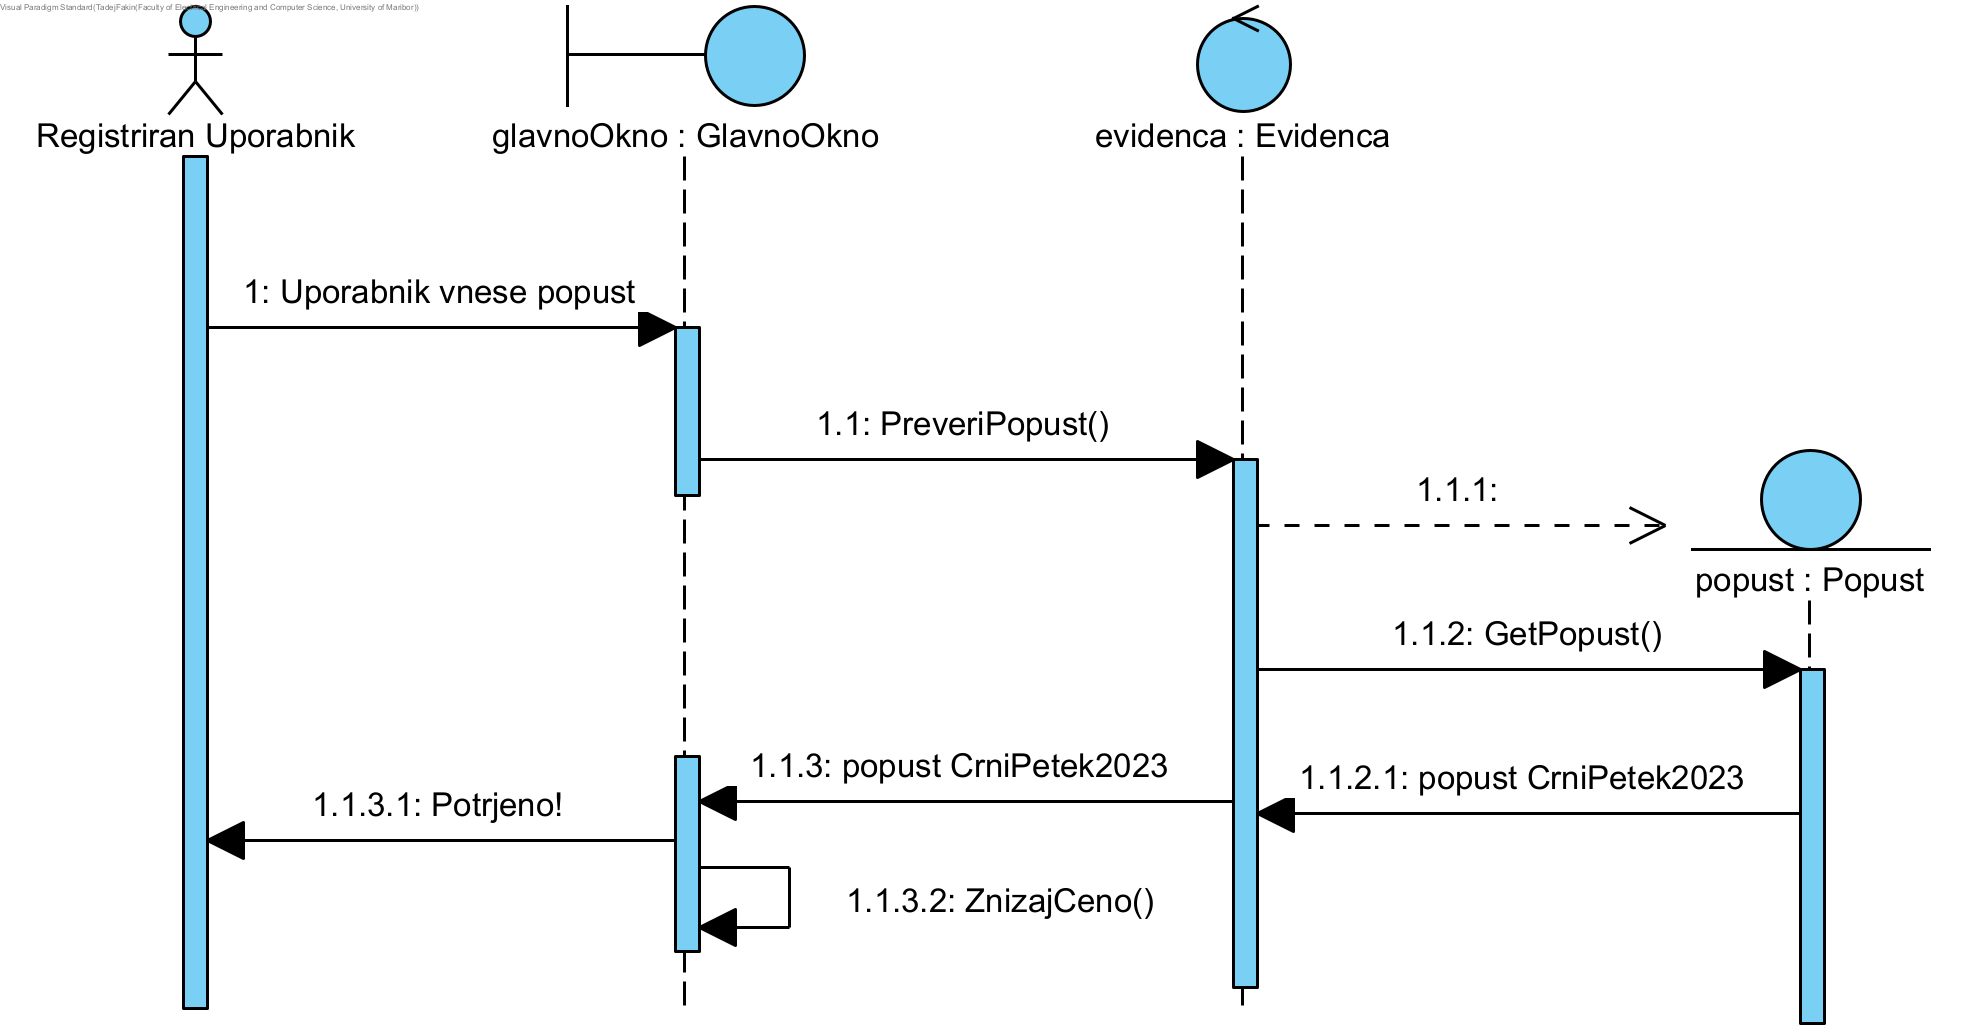 Visual Paradigm Standard(TadejFakin(Faculty of Electrical Engineering and Computer Science, University of Maribor))
Registriran Uporabnik
glavnoOkno : GlavnoOkno
evidenca : Evidenca
1: Uporabnik vnese popust
1.1: PreveriPopust()
1.1.1:
popust : Popust
1.1.2: GetPopust()
1.1.3: popust CrniPetek2023
1.1.2.1: popust CrniPetek2023
1.1.3.1: Potrjeno!
1.1.3.2: ZnizajCeno()